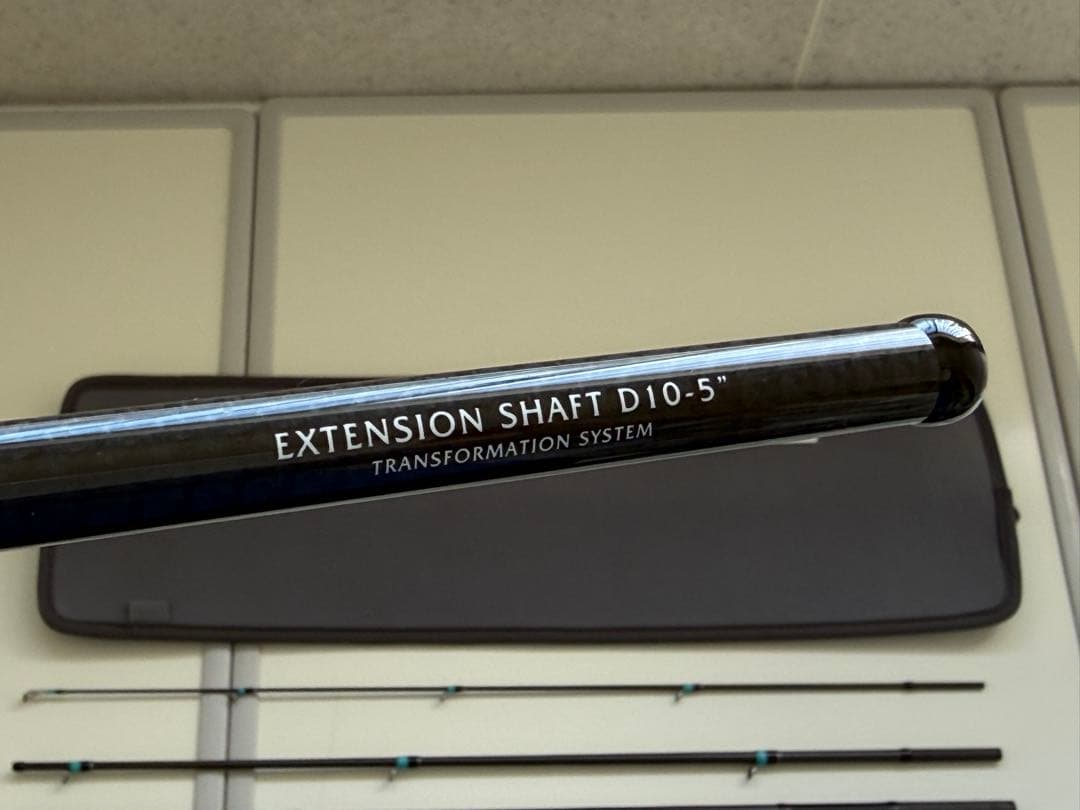 EXTENSION SHAFT D10-5”
TRANSFORMATION SYSTEM